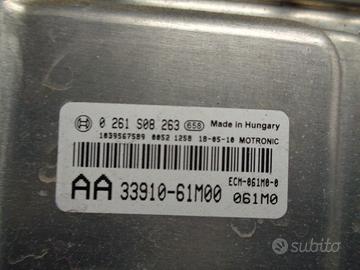 0 261 S08 263 658 Made in Hungary
1039S67589 0052 1258 18-05-10 MOTRONIC
ECM-061M0-0
AA 33910-61M00 061M0
subito